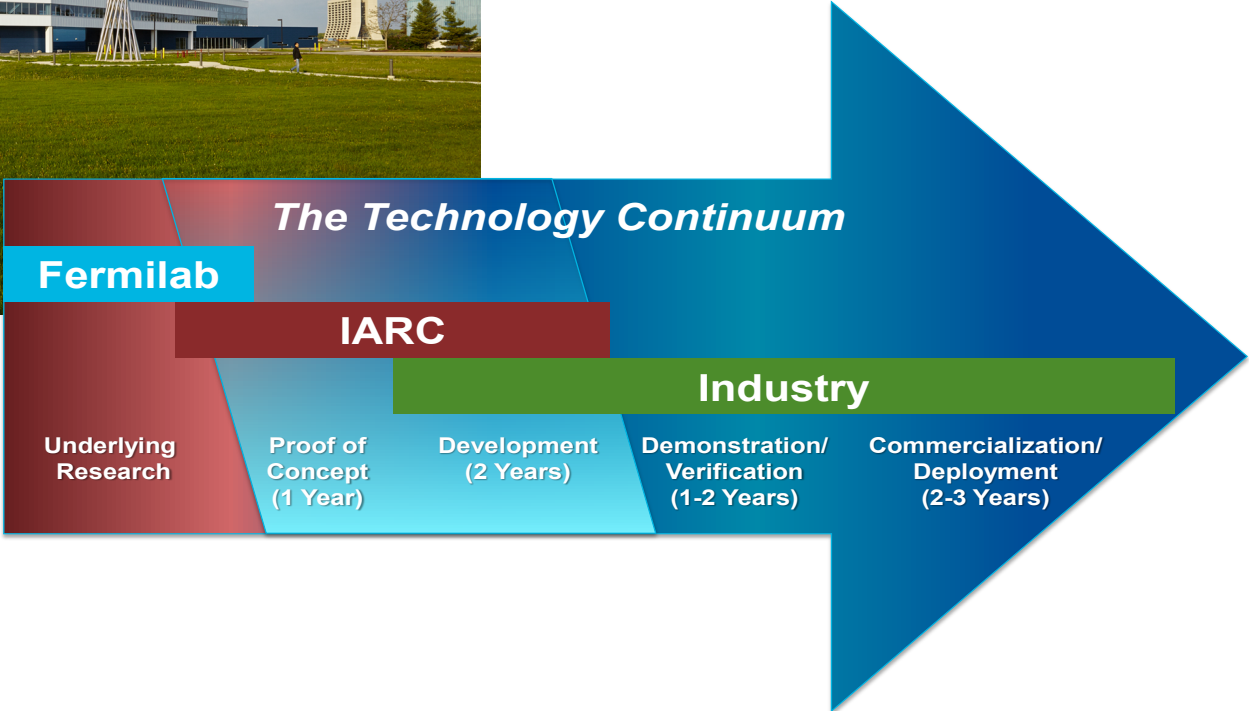 The Technology Continuum
Fermilab
IARC
Industry
Underlying
Research
Proof of
Concept
(1 Year)
Development
(2 Years)
Demonstration/
Verification
(1-2 Years)
Commercialization/
Deployment
(2-3 Years)